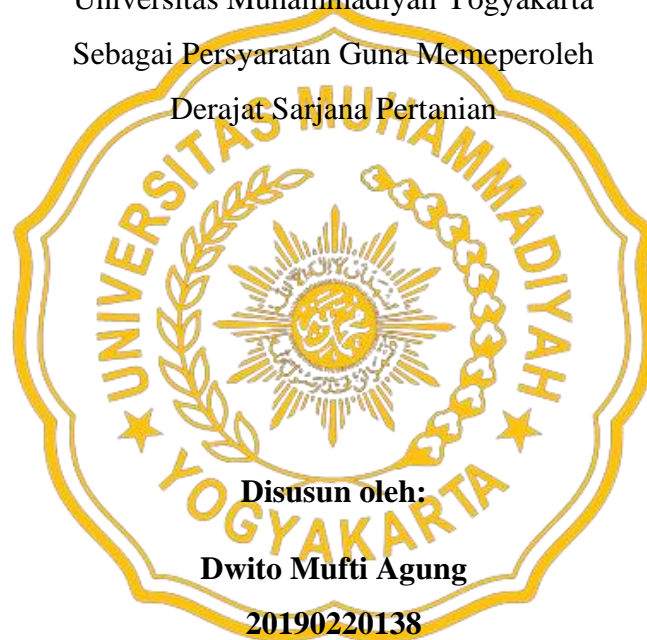 Universitas Muhammadiyah Yogyakarta
Sebagai Persyaratan Guna Memeperoleh
Derajat Sarjana Pertanian
UNIVERSITAS MUHAMMADIYAH
YOGYAKARTA
Disusun oleh:
Dwito Mufti Agung
20190220138